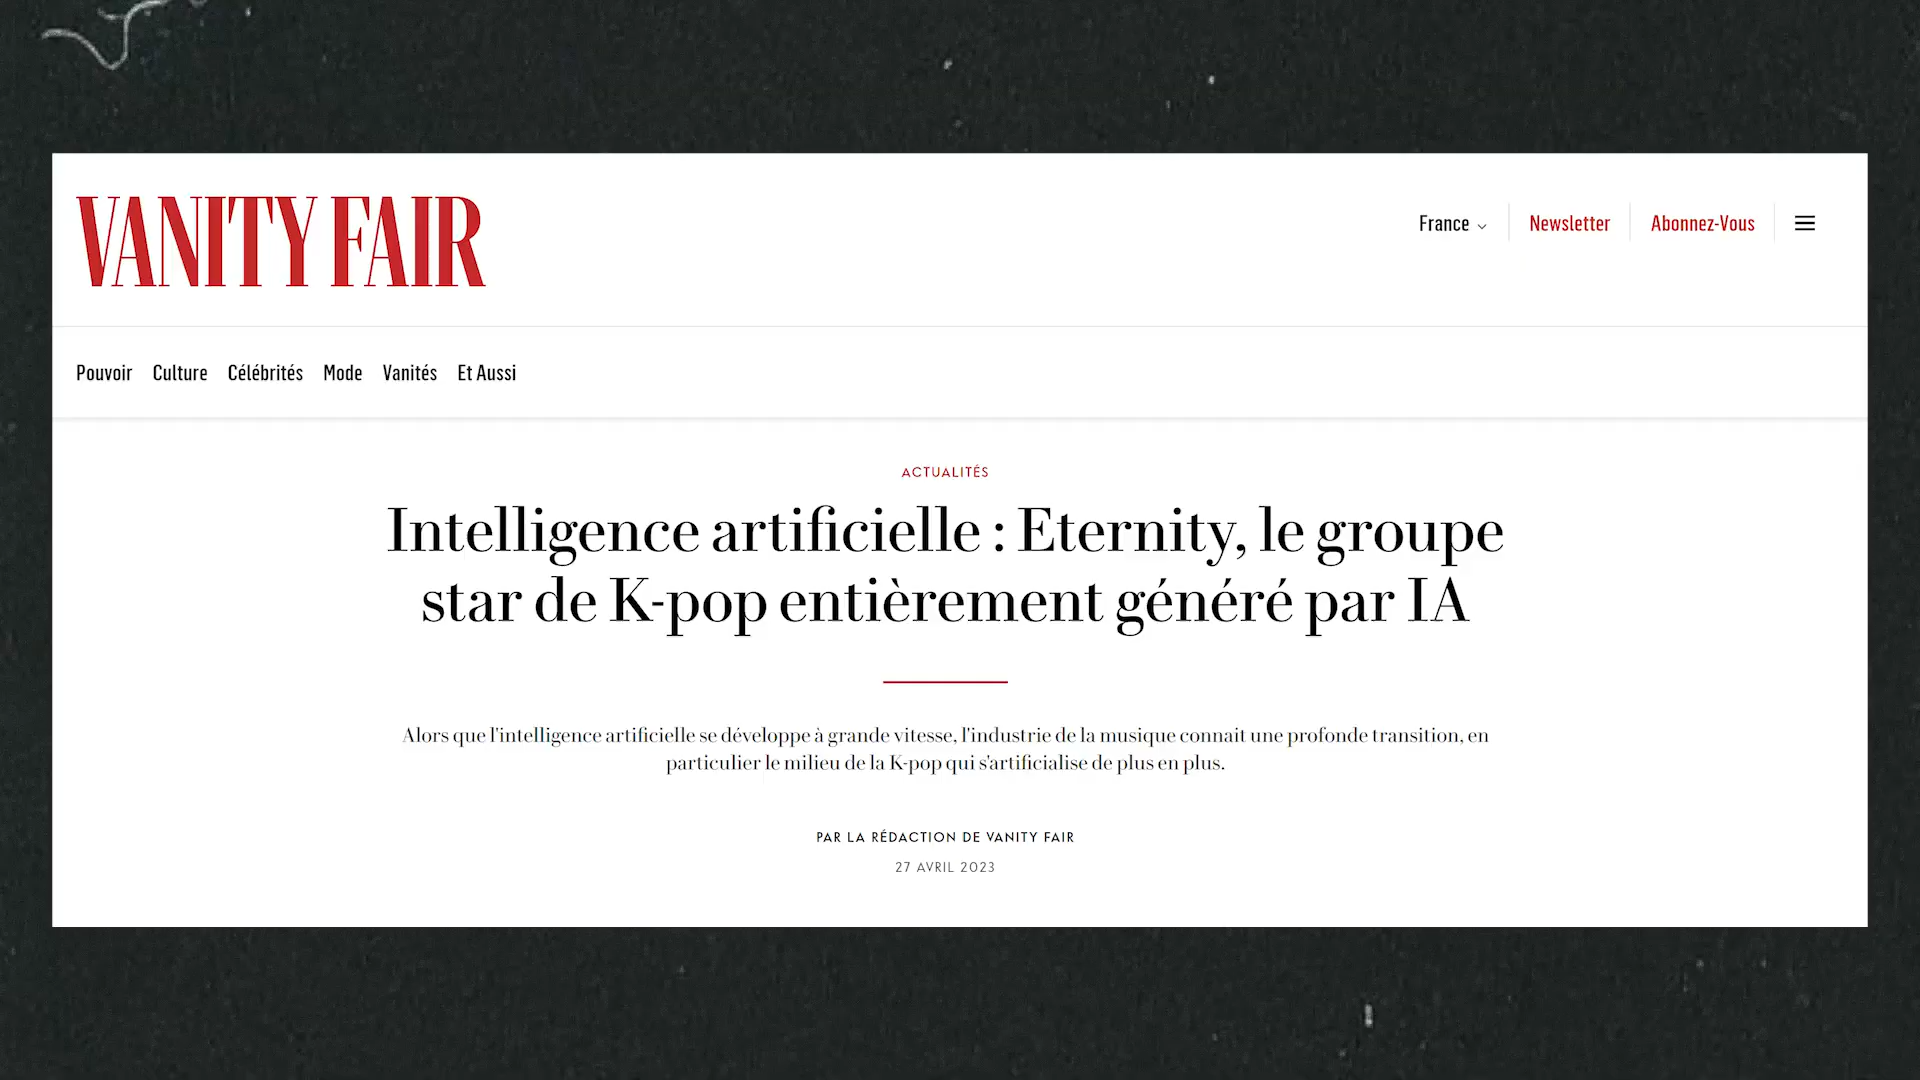 VANITY FAIR
France
Newsletter
Abonnez-Vous
Pouvoir Culture Célébrités Mode Vanités Et Aussi
ACTUALITÉS
Intelligence artificielle : Eternity, le groupe
star de K-pop entièrement généré par IA
Alors que l'intelligence artificielle se développe à grande vitesse, l'industrie de la musique connait une profonde transition, en
particulier le milieu de la K-pop qui s'artificialise de plus en plus.
PAR LA RÉDACTION DE VANITY FAIR
27 AVRIL 2023